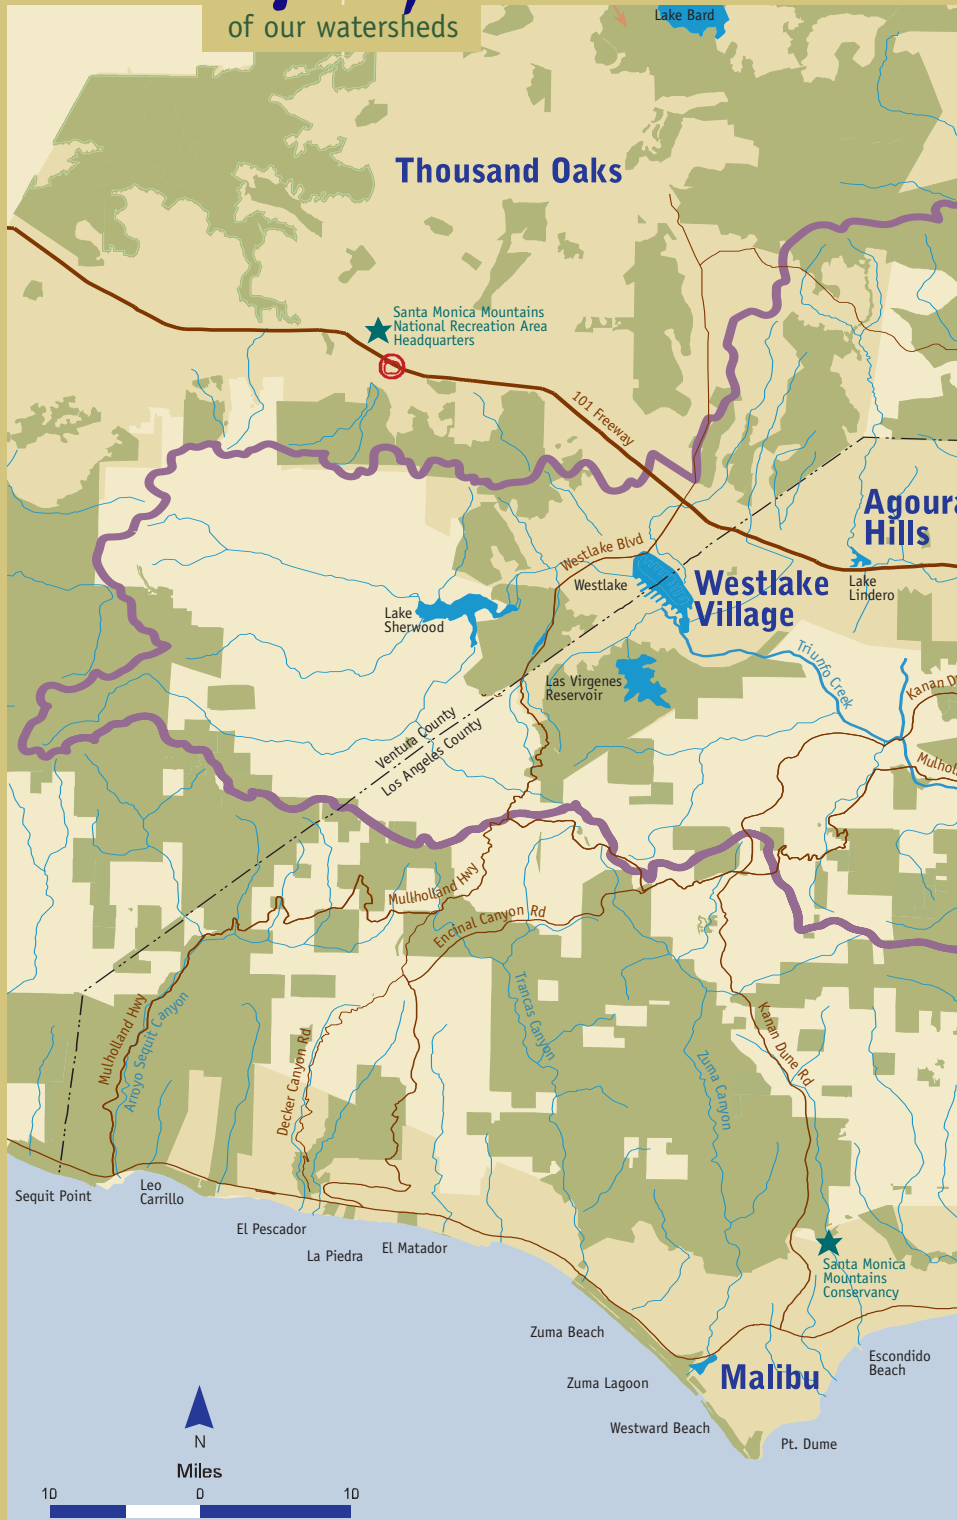 of our watersheds
Lake Bard
Thousand Oaks
Santa Monica Mountains
National Recreation Area
Headquarters
101 Freeway
Agoura
Hills
Westlake Blvd
Westlake
Westlake
Village
Lake
Lindero
Lake
Sherwood
Las Virgenes
Reservoir
Triunfo Creek
Kanan D
Ventura County
Los Angeles County
Mulhol
Mullholland Hwy
Encinal Canyon Rd
Mulholland Hwy
Arroyo Sequit Canyon
Decker Canyon Rd
Trancas Canyon
Zuma Canyon
Kanan Dune Rd
Sequit Point
Leo
Carrillo
El Pescador
La Piedra
El Matador
Santa Monica
Mountains
Conservancy
Zuma Beach
Escondido
Beach
Zuma Lagoon
Malibu
Westward Beach
Pt. Dume
N
Miles
10 0 10